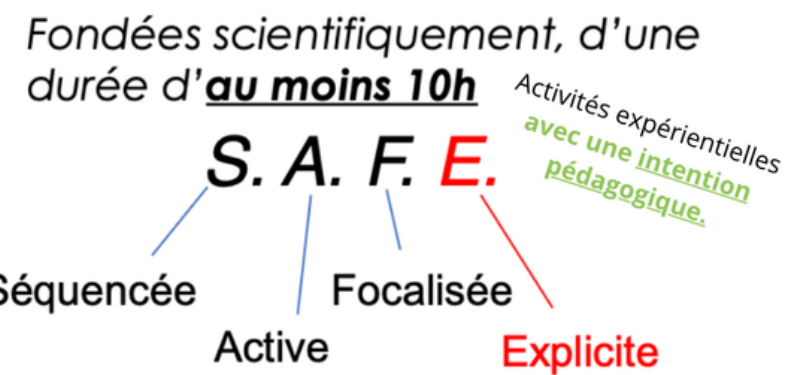 Fondées scientifiquement, d’une
durée d’au moins 10h
Activités expérientielles
avec une intention
pédagogique.
S. A. F. E.
Séquencée
Focalisée
Active
Explicite